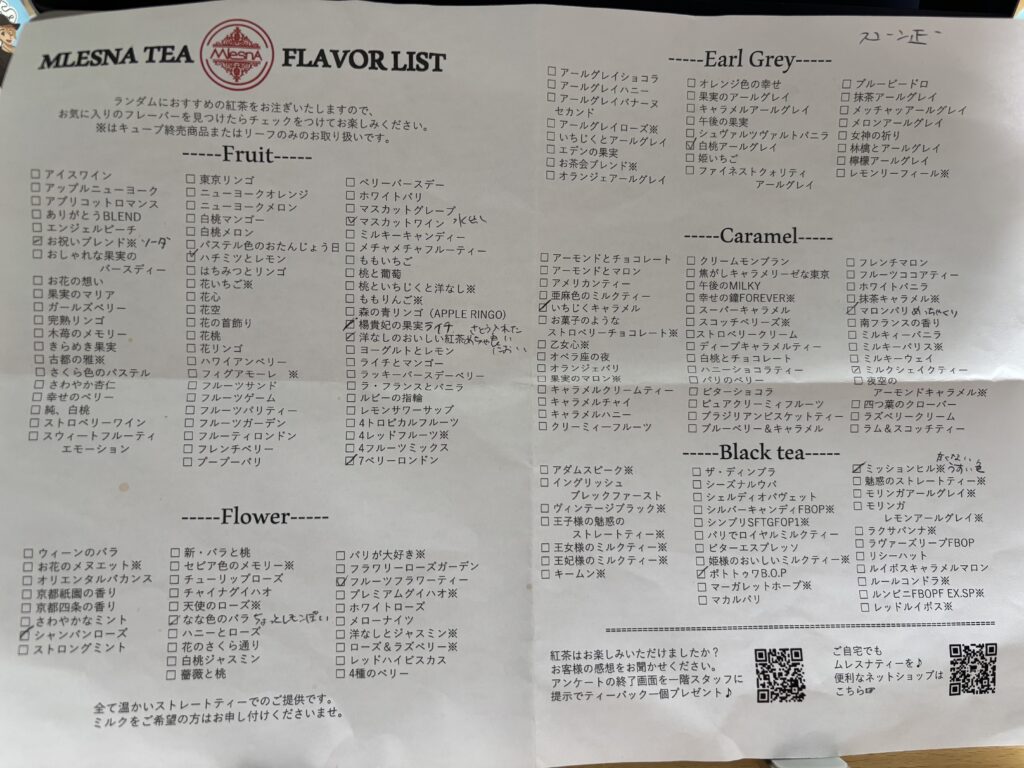 MLESNA TEA MlesnA FLAVOR LIST
ランダムにおすすめの紅茶をお注ぎいたしますので、
お気に入りのフレーバーを見つけたらチェックをつけてお楽しみください。
※はキューブ終売商品またはリーフのみのお取り扱いです。
-----Fruit-----
□アイスワイン
□アップルニューヨーク
□アプリコットロマンス
□ありがとうBLEND
□エンジェルピーチ
☑お祝いブレンド※ ソーダ
□おしゃれな果実の
バースディー
□お花の想い
□果実のマリア
□ガールズベリー
□完熟リンゴ
□木苺のメモリー
□きらめき果実
□古都の雅※
□さくら色のパステル
□さわやか杏仁
□幸せのベリー
□純、白桃
□ストロベリーワイン
□スウィートフルーティ
エモーション
□東京リンゴ
□ニューヨークオレンジ
□ニューヨークメロン
□白桃マンゴー
□白桃メロン
□パステル色のおたんじょう日
☑ハチミツとレモン
□はちみつとリンゴ
□花いちご※
□花心
□花空
□花の首飾り
□花桃
□花リンゴ
□ハワイアンベリー
□フィグアモーレ ※
□フルーツサンド
□フルーツゲーム
□フルーツパリティー
□フルーツガーデン
□フルーティロンドン
□フレンチベリー
□プープーパリ
□ベリーバースデー
□ホワイトパリ
□マスカットグレープ
☑マスカットワイン 水出し
□ミルキーキャンディー
□メチャメチャフルーティー
□ももいちご
□桃と葡萄
□桃といちじくと洋なし※
□ももりんご※
□森の青リンゴ（APPLE RINGO）
☑楊貴妃の果実 ライチ
☑洋なしのおいしい紅茶
□ヨーグルトとレモン
□ライチとマンゴー
□ラッキーバースデーベリー
□ラ・フランスとバニラ
□ルビーの指輪
□レモンサワーサップ
□4トロピカルフルーツ
□4レッドフルーツ※
□4フルーツミックス
☑7ベリーロンドン
-----Flower-----
□ウィーンのバラ
□お花のメヌエット※
□オリエンタルバカンス
□京都祇園の香り
□京都四条の香り
□さわやかなミント
☑シャンパンローズ
□ストロングミント
□新・バラと桃
□セピア色のメモリー※
□チューリップローズ
□チャイナグイハオ
□天使のローズ※
☑なな色のバラ ちょっとレモンぽい
□ハニーとローズ
□花のさくら通り
□白桃ジャスミン
□薔薇と桃
□パリが大好き※
□フラワリーローズガーデン
☑フルーツフラワーティー
□プレミアムグイハオ※
□ホワイトローズ
□メローナイツ
□洋なしとジャスミン※
□ローズ＆ラズベリー※
□レッドハイビスカス
□4種のベリー
全て温かいストレートティーでのご提供です。
ミルクをご希望の方はお申し付けくださいませ。
-----Earl Grey-----
□アールグレイショコラ
□アールグレイハニー
□アールグレイバナーヌ
セカンド
□アールグレイローズ※
□いちじくとアールグレイ
□エデンの果実
□お茶会ブレンド※
□オランジェアールグレイ
□オレンジ色の幸せ
□果実のアールグレイ
□キャラメルアールグレイ
□午後の果実
□シュヴァルツヴァルトバニラ
☑白桃アールグレイ
□姫いちご
□ファイネストクォリティ
アールグレイ
□ブルーピードロ
□抹茶アールグレイ
□メッチャッチアールグレイ
□メロンアールグレイ
□女神の祈り
□林檎とアールグレイ
□檸檬アールグレイ
□レモンリーフィール※
-----Caramel-----
□アーモンドとチョコレート
□アーモンドとマロン
□アメリカンティー
□亜麻色のミルクティー
☑いちじくキャラメル
□お菓子のような
ストロベリーチョコレート※
□乙女心※
□オペラ座の夜
□オランジェパリ
□果実のマロン※
□キャラメルクリームティー
□キャラメルチャイ
□キャラメルハニー
□クリーミィーフルーツ
□クリームモンブラン
□焦がしキャラメリーゼな東京
□午後のMILKY
□幸せの鐘FOREVER※
□スーパーキャラメル
□スコッチベリーズ※
□ストロベリークリーム
□ディープキャラメルティー
□白桃とチョコレート
□ハニーショコラティー
□パリのベリー
□ビターショコラ
□ピュアクリーミィフルーツ
□ブラジリアンビスケットティー
□ブルーベリー＆キャラメル
□フレンチマロン
□フルーツココアティー
□ホワイトバニラ
□抹茶キャラメル※
☑マロンパリ
□南フランスの香り
□ミルキーバニラ
□ミルキーパリス※
□ミルキーウェイ
☑ミルクシェイクティー
□夜空の
アーモンドキャラメル※
□四つ葉のクローバー
□ラズベリークリーム
□ラム＆スコッチティー
-----Black tea-----
□アダムスピーク※
□イングリッシュ
ブレックファースト
□ヴィンテージブラック※
□王子様の魅惑の
ストレートティー※
□王女様のミルクティー※
□王妃様のミルクティー※
□キームン※
□ザ・ディンブラ
□シーズナルウバ
□シェルディオパヴェット
□シルバーキャンディFBOP※
□シンプリSFTGFOP1※
□パリでロイヤルミルクティー
□ビターエスプレッソ
□姫様のおいしいミルクティー※
☑ポトトゥワB.O.P
□マーガレットホープ※
□マカルバリ
☑ミッションヒル※ うすい色
□魅惑のストレートティー※
□モリンガアールグレイ※
□モリンガ
レモンアールグレイ※
□ラクサパンナ※
□ラヴァーズリープFBOP
□リシーハット
□ルイボスキャラメルマロン
□ルールコンドラ※
□ルンビニFBOPF EX.SP※
□レッドルイボス※
紅茶はお楽しみいただけましたか？
お客様の感想をお聞かせください。
アンケートの終了画面を一階スタッフに
提示でティーパック一個プレゼント♪
ご自宅でも
ムレスナティーを♪
便利なネットショップは
こちら☞